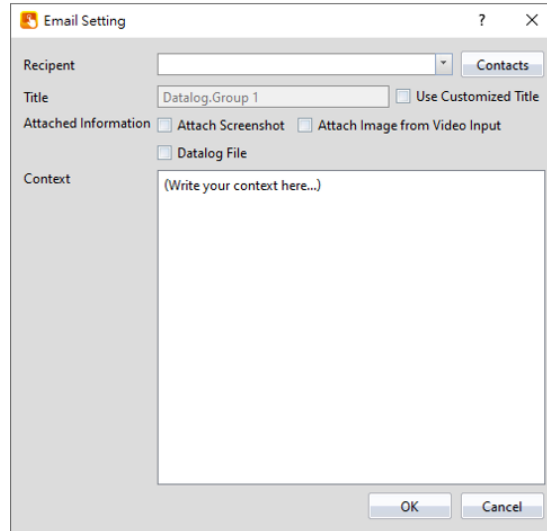 Email Setting
Recipent
Contacts
Title
Datalog.Group 1
Use Customized Title
Attached Information
Attach Screenshot
Attach Image from Video Input
Datalog File
Context
(Write your context here...)
OK
Cancel